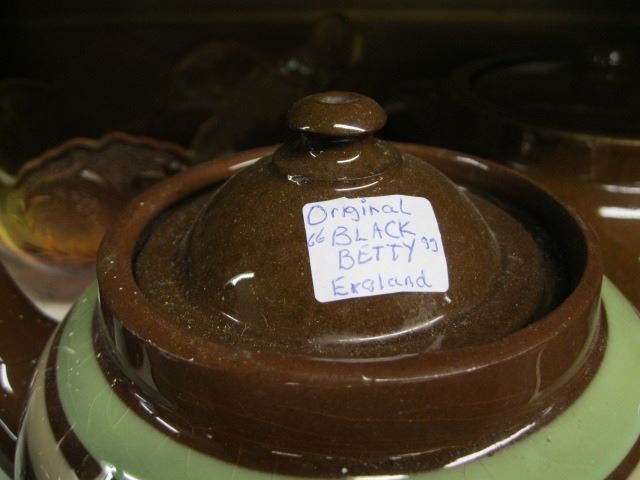 Original
"BLACK
BETTY"
England